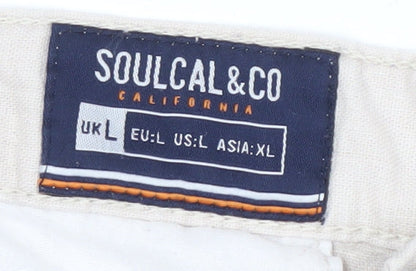 SOULCAL&CO
CALIFORNIA
UK L EU:L US:L ASIA:XL